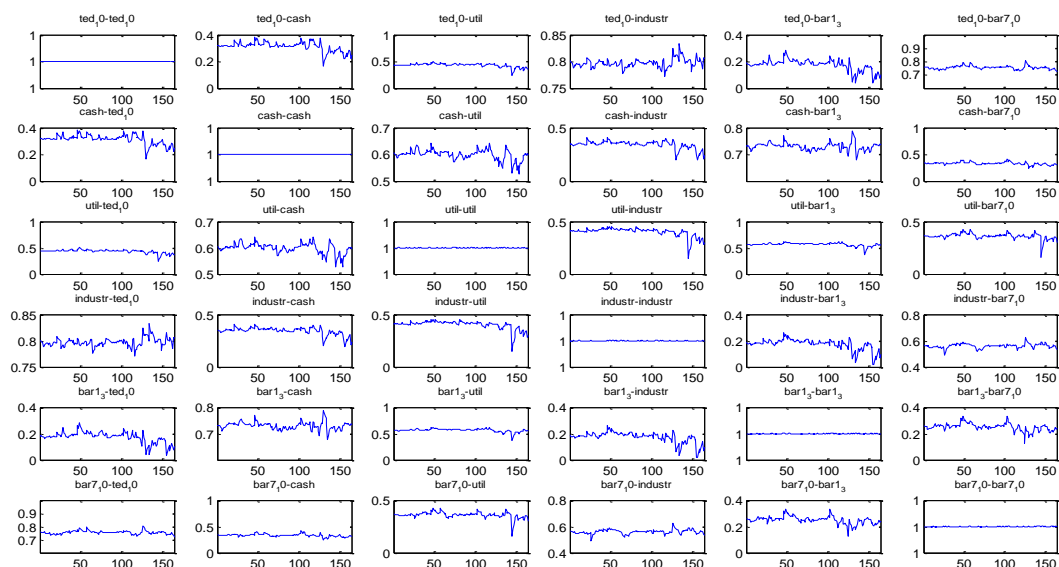 ted₁0-ted₁0 ted₁0-cash ted₁0-util ted₁0-industr ted₁0-bar1₃ ted₁0-bar7₁0
1 0.4 1 0.85 0.4 0.9
1 0.2 0.5 0.8 0.2 0.8
0.7
1 0 0 0.75 0
50 100 150 50 100 150 50 100 150 50 100 150 50 100 150 50 100 150
cash-ted₁0 cash-cash cash-util cash-industr cash-bar1₃ cash-bar7₁0
0.4 1 0.7 0.4 0.8 1
0.2 1 0.6 0.2 0.7 0.5
0 1 0.5 0 0
50 100 150 50 100 150 50 100 150 50 100 150 50 100 150 50 100 150
util-ted₁0 util-cash util-util util-industr util-bar1₃ util-bar7₁0
1 0.7 1 0.5 1 0.5
0.5 0.6 1 0.5
0 0.5 1 0 0 0
50 100 150 50 100 150 50 100 150 50 100 150 50 100 150 50 100 150
industr-ted₁0 industr-cash industr-util industr-industr industr-bar1₃ industr-bar7₁0
0.85 0.5 0.5 1 0.4 0.8
0.8 1 0.2 0.6
0.75 0 0 1 0 0.4
50 100 150 50 100 150 50 100 150 50 100 150 50 100 150 50 100 150
bar1₃-ted₁0 bar1₃-cash bar1₃-util bar1₃-industr bar1₃-bar1₃ bar1₃-bar7₁0
0.4 0.8 1 0.4 1 0.4
0.2 0.7 0.5 0.2 1 0.2
0 0 0 1 0
50 100 150 50 100 150 50 100 150 50 100 150 50 100 150 50 100 150
bar7₁0-ted₁0 bar7₁0-cash bar7₁0-util bar7₁0-industr bar7₁0-bar1₃ bar7₁0-bar7₁0
0.9 1 0.5 0.8 0.4 1
0.8 0.5 0.6 0.2 1
0.7
0 0 0.4 0 1
50 100 150 50 100 150 50 100 150 50 100 150 50 100 150 50 100 150